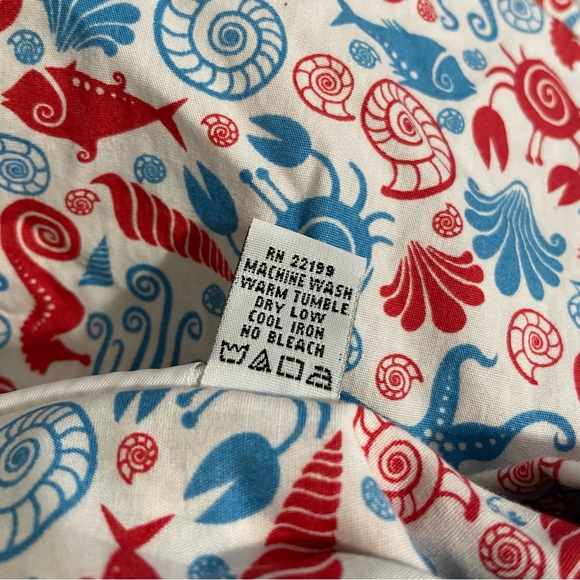 RN 22199
MACHINE WASH
WARM TUMBLE
DRY LOW
COOL IRON
NO BLEACH